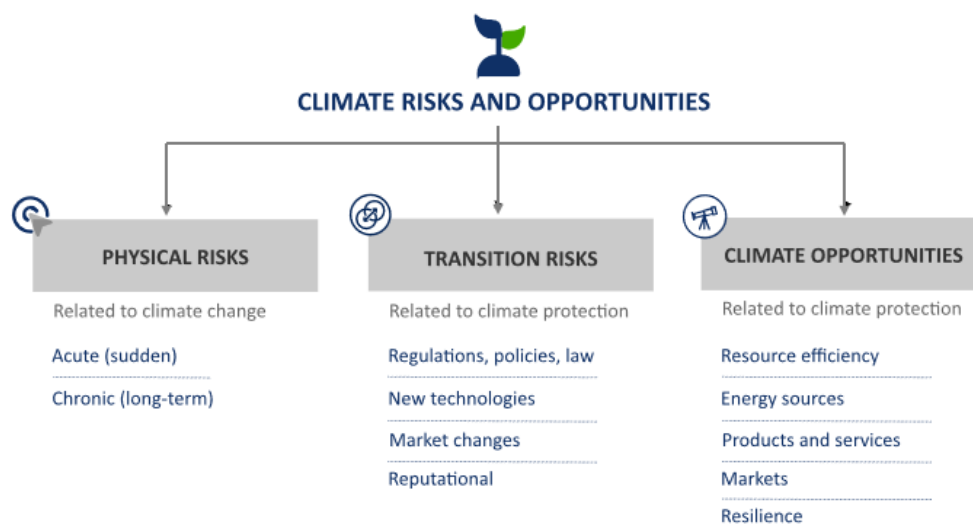 CLIMATE RISKS AND OPPORTUNITIES
PHYSICAL RISKS
Related to climate change
Acute (sudden)
Chronic (long-term)
TRANSITION RISKS
Related to climate protection
Regulations, policies, law
New technologies
Market changes
Reputational
CLIMATE OPPORTUNITIES
Related to climate protection
Resource efficiency
Energy sources
Products and services
Markets
Resilience